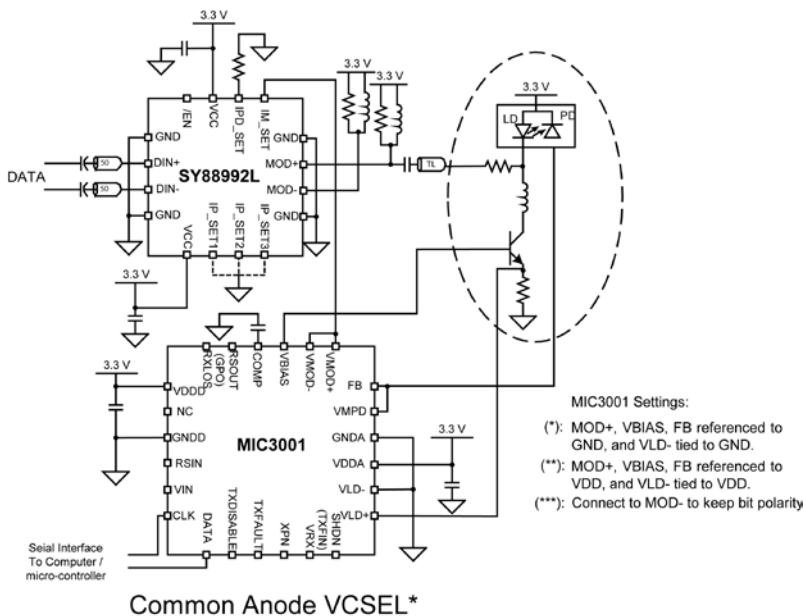 3.3 V
3.3 V
3.3 V
3.3 V
/EN
VCC
IPD_SET
IM_SET
LD
PD
GND
GND
DIN+
50
MOD+
TL
DATA
SY88992L
DIN-
50
MOD-
GND
GND
VCC
IP_SET1
IP_SET2
IP_SET3
3.3 V
RXLOS
RSOUT
(GPO)
COMP
VBIAS
VMOD-
VMOD+
3.3 V
VDDD
FB
NC
VMPD
3.3 V
GNDD
MIC3001
GNDA
RSIN
VDDA
VIN
VLD-
CLK
VLD+
DATA
TXDISABLE
TXFAULT
XPN
VRX
SHDN
(TXFIN)
Seial Interface
To Computer /
micro-controller
MIC3001 Settings:
(*): MOD+, VBIAS, FB referenced to
GND, and VLD- tied to GND.
(**): MOD+, VBIAS, FB referenced to
VDD, and VLD- tied to VDD.
(***): Connect to MOD- to keep bit polarity
Common Anode VCSEL*